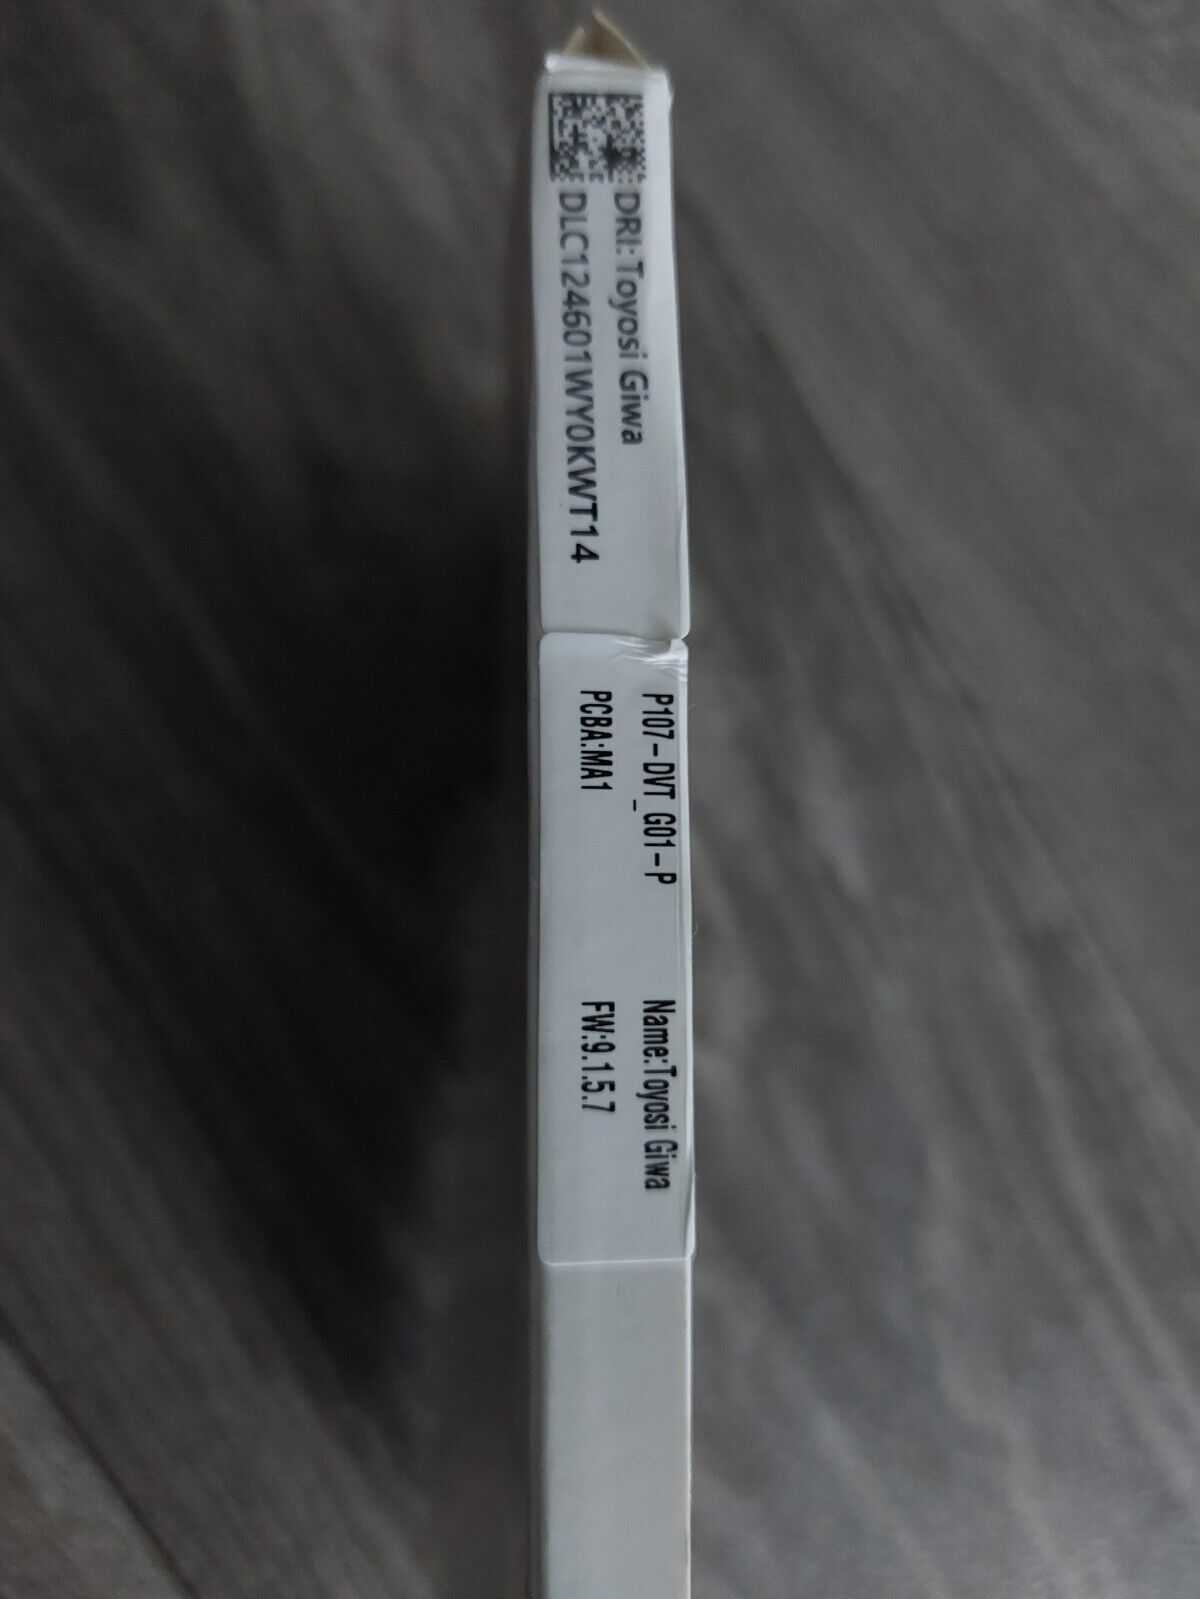 DRI: Toyosi Giwa
DLC124601WY0KWT14
P107-DVT_G01-P Name:Toyosi Giwa
PCBA:MA1 FW:9.1.5.7